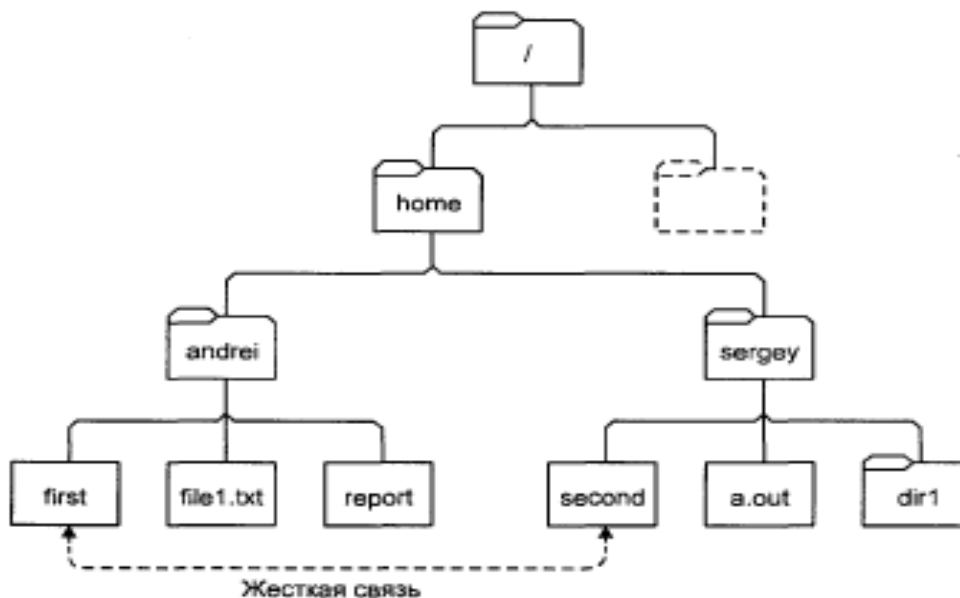 /
home
andrei
sergey
first
file1.txt
report
second
a.out
dir1
Жесткая связь